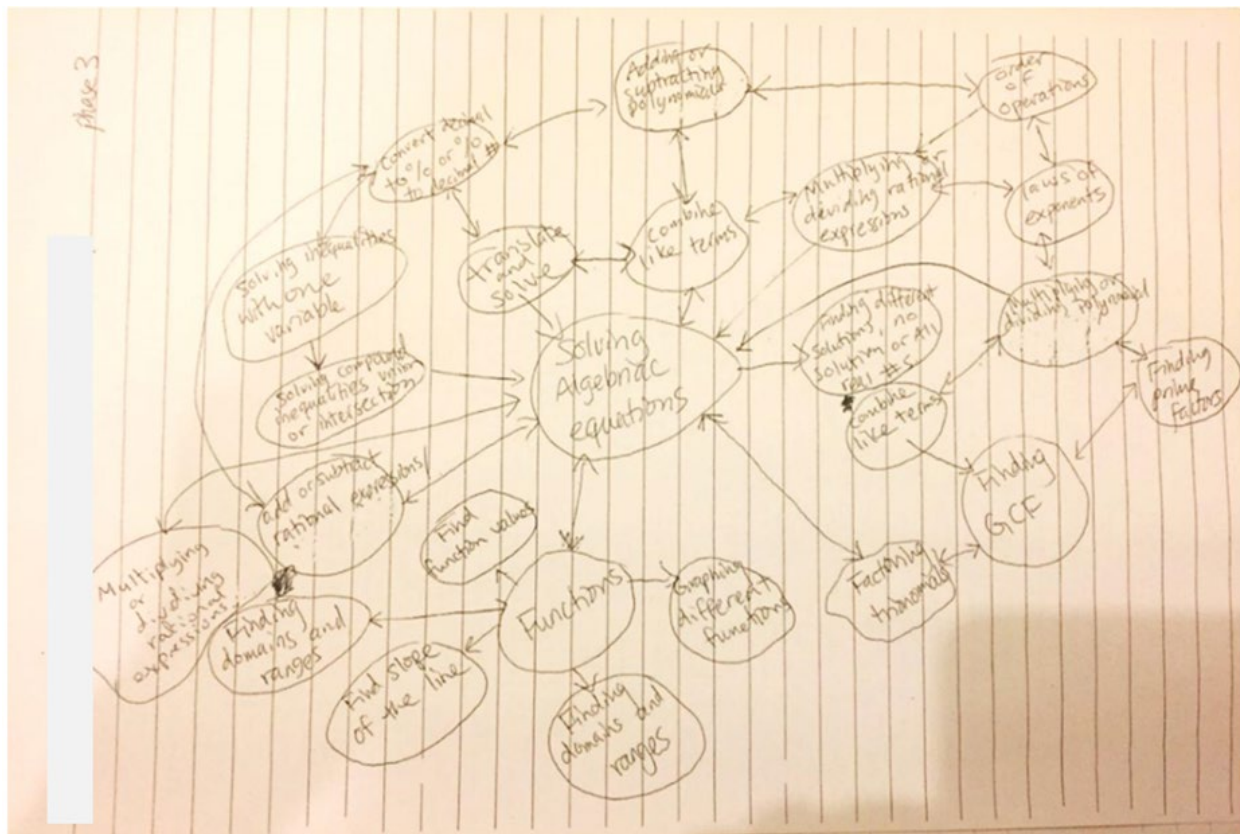 phase 3
Adding or
subtracting
polynomials
order
of
operations
Convert decimal
to % or %
to decimal #
Multiplying or
deviding rational
expressions
laws of
exponents
combine
like terms
translate
and
solve
Solving inequalities
with one
variable
Solving
Algebriac
equations
Finding different
solutions, no
solution or All
real #s
Multiplying or
dividing polynomial
Finding
prime
factors
Solving compound
inequalities union
or intersection
combine
like terms
Finding
GCF
add or subtract
rational expressions
Find
function values
Multiplying
or
dividing
rational
expressions
Finding
domains and
ranges
Functions
Graphing
different
functions
Factoring
trinomials
Find slope
of the line
Finding
domains and
ranges